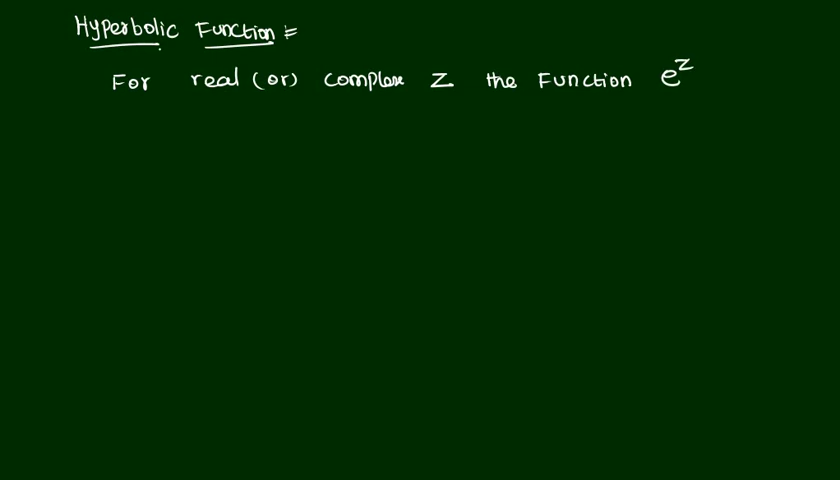 Hyperbolic Function :-
For real (or) complex z the Function e^z